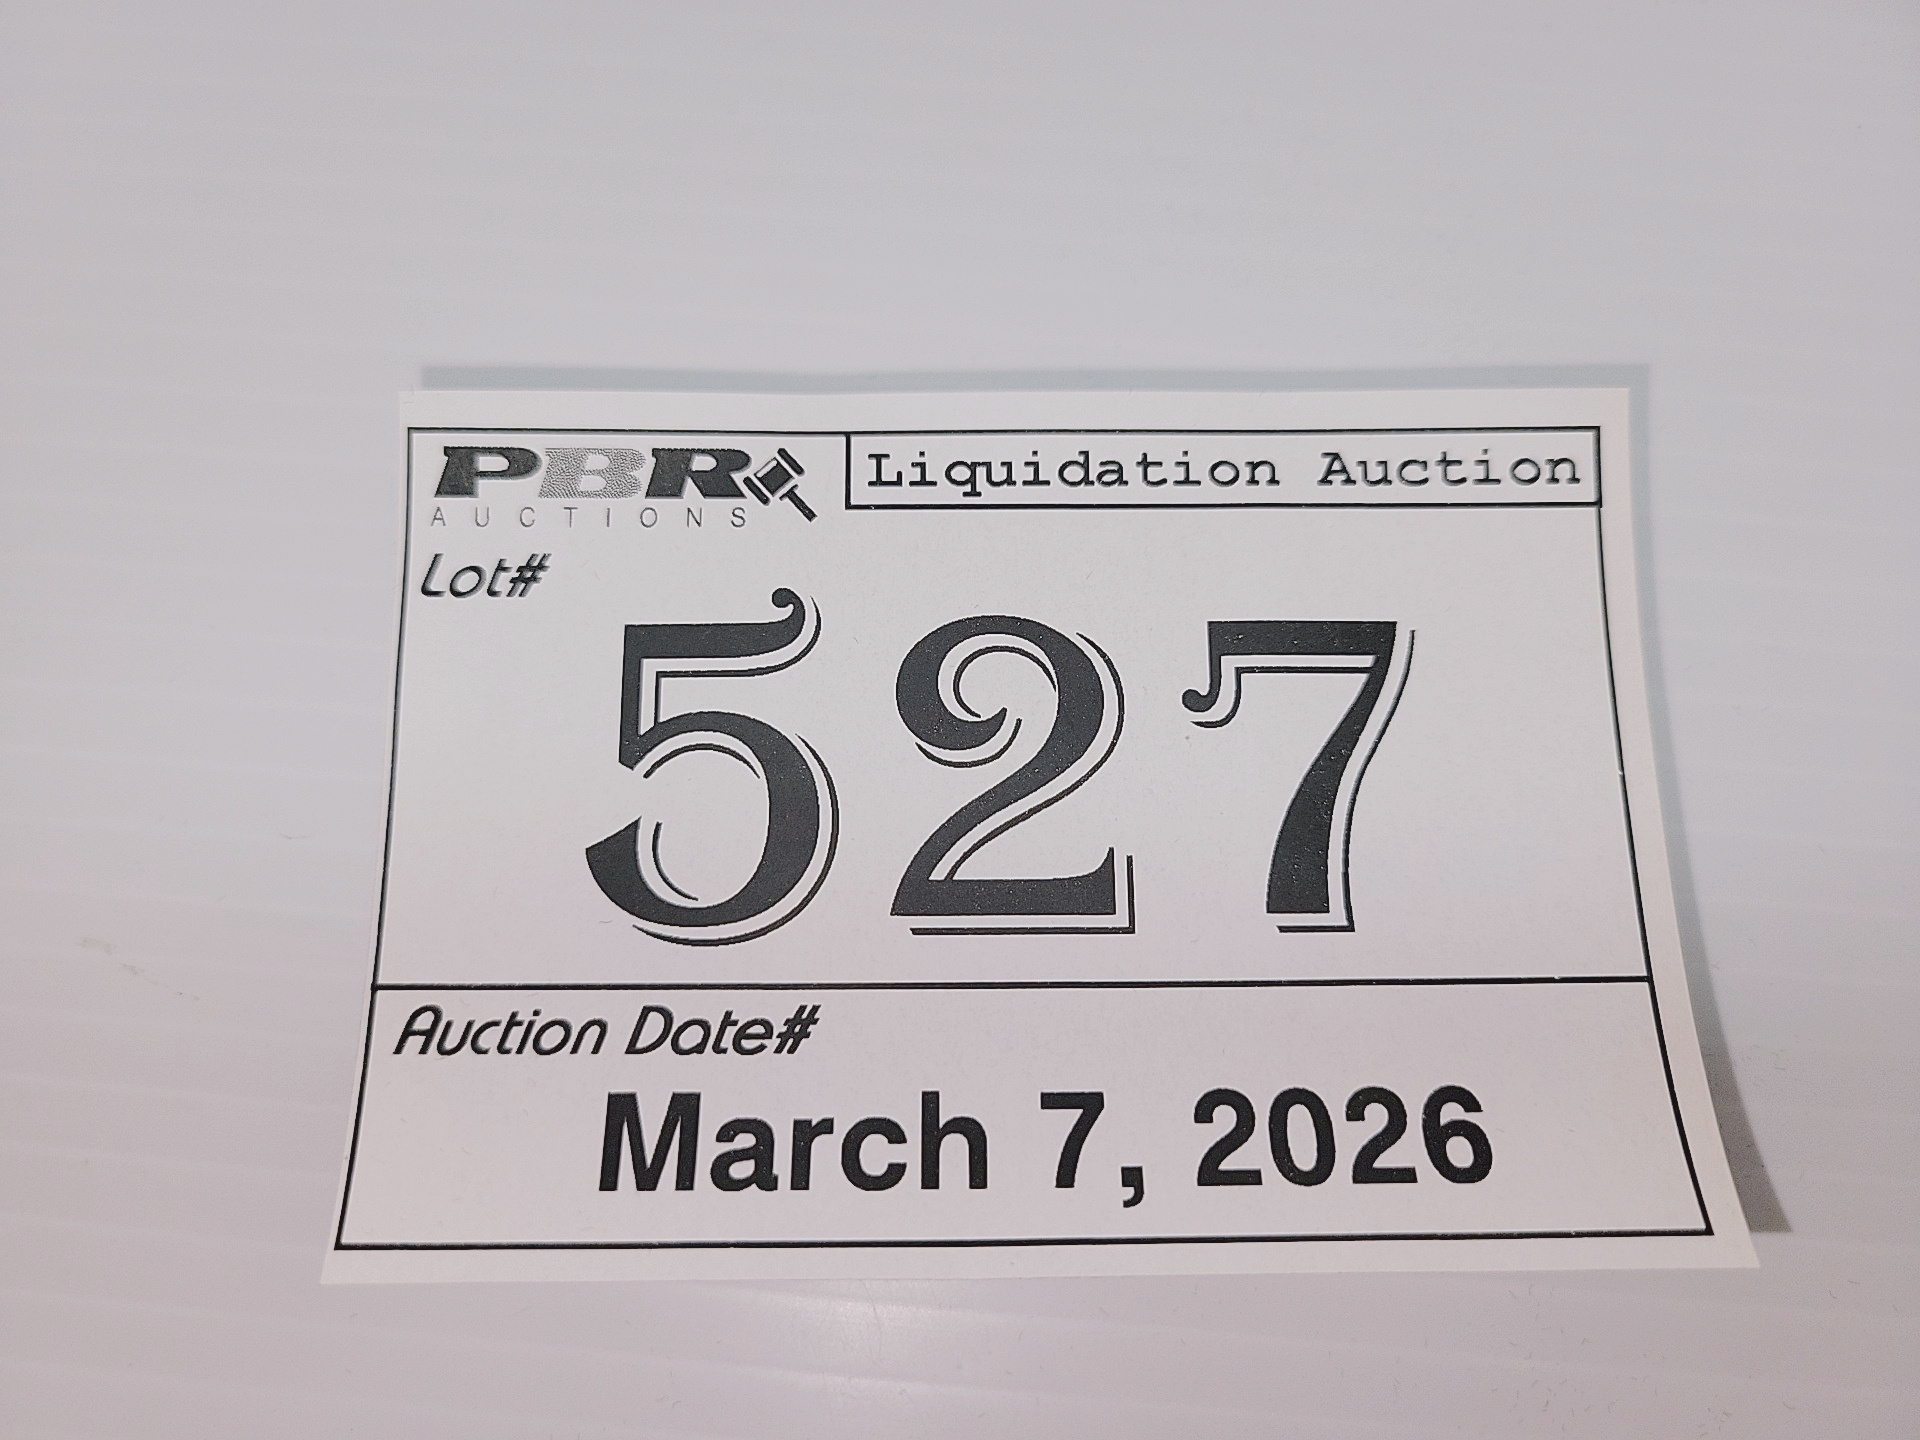 PBR
AUCTIONS
Liquidation Auction
Lot#
527
Auction Date#
March 7, 2026